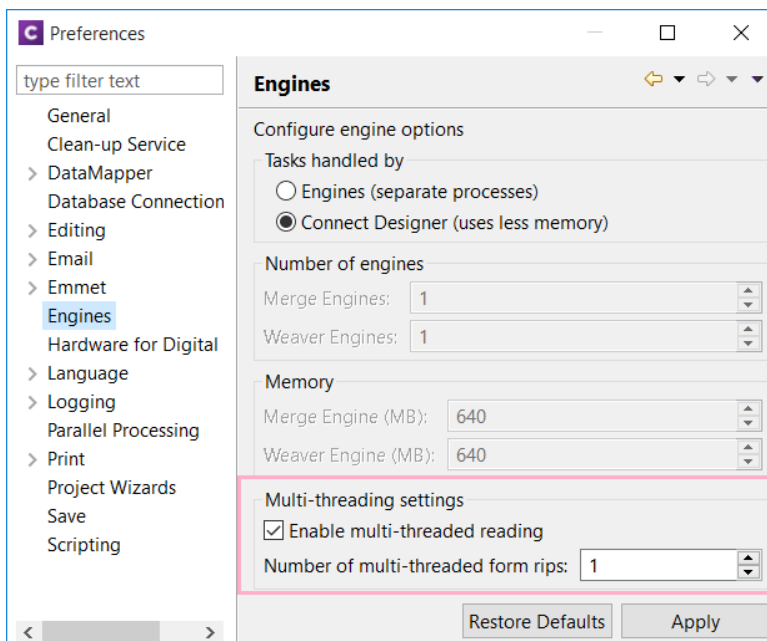 C Preferences
type filter text
General
Clean-up Service
DataMapper
Database Connection
Editing
Email
Emmet
Engines
Hardware for Digital
Language
Logging
Parallel Processing
Print
Project Wizards
Save
Scripting
Engines
Configure engine options
Tasks handled by
Engines (separate processes)
Connect Designer (uses less memory)
Number of engines
Merge Engines: 1
Weaver Engines: 1
Memory
Merge Engine (MB): 640
Weaver Engine (MB): 640
Multi-threading settings
Enable multi-threaded reading
Number of multi-threaded form rips: 1
Restore Defaults Apply